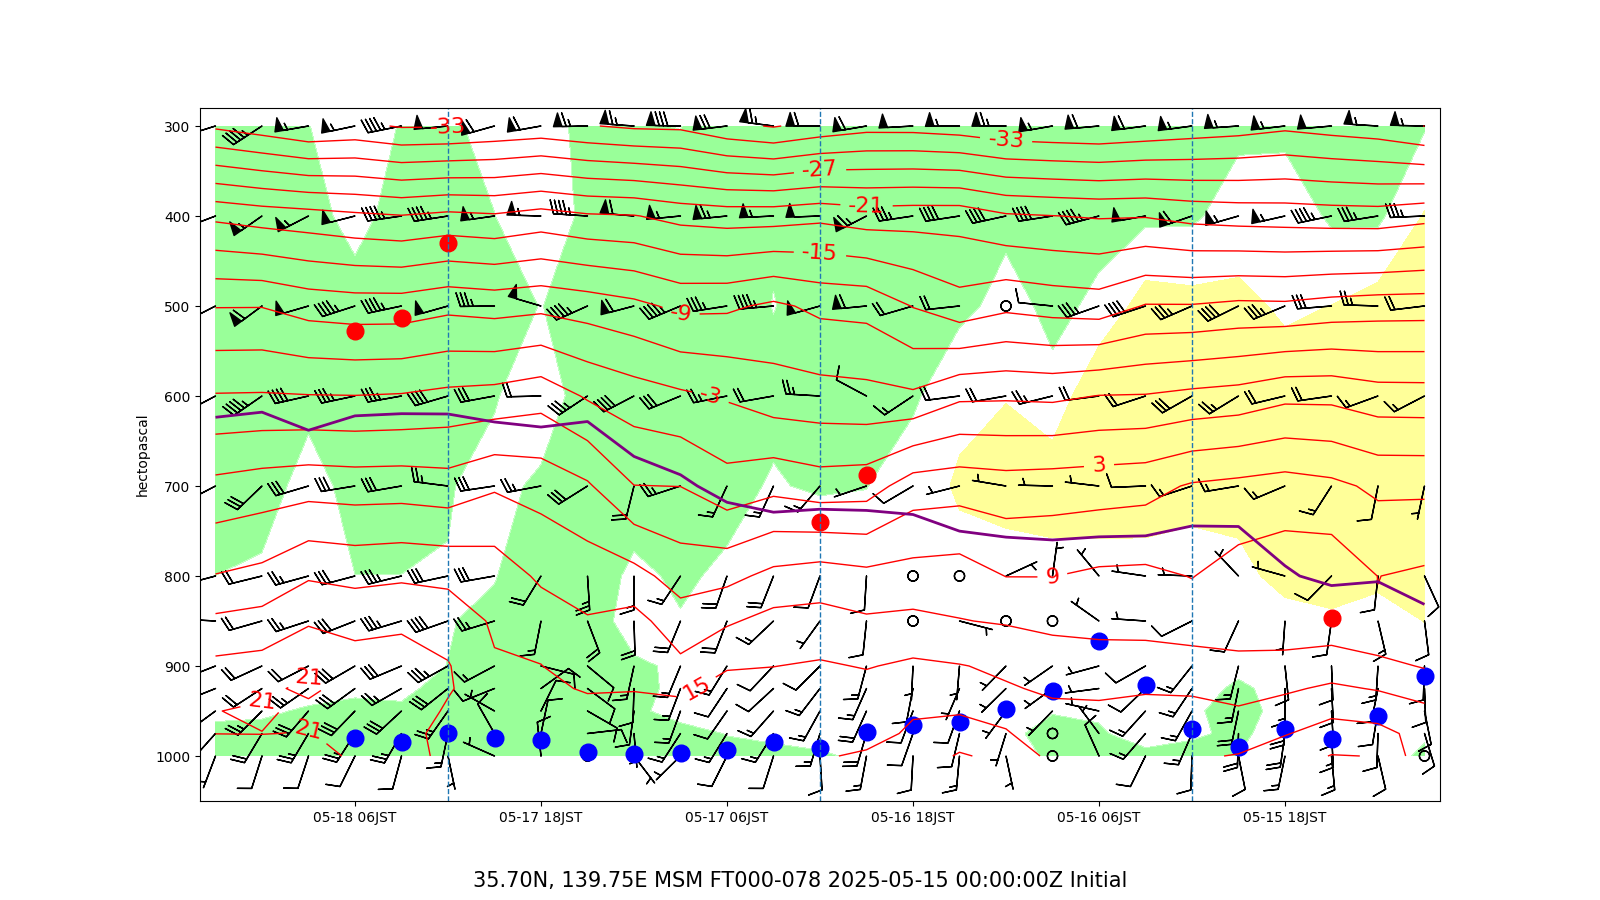 300
400
500
600
700
800
900
1000
hectopascal
-33
-33
-27
-21
-15
-9
-3
3
9
15
21
21
21
05-18 06JST
05-17 18JST
05-17 06JST
05-16 18JST
05-16 06JST
05-15 18JST
35.70N, 139.75E MSM FT000-078 2025-05-15 00:00:00Z Initial